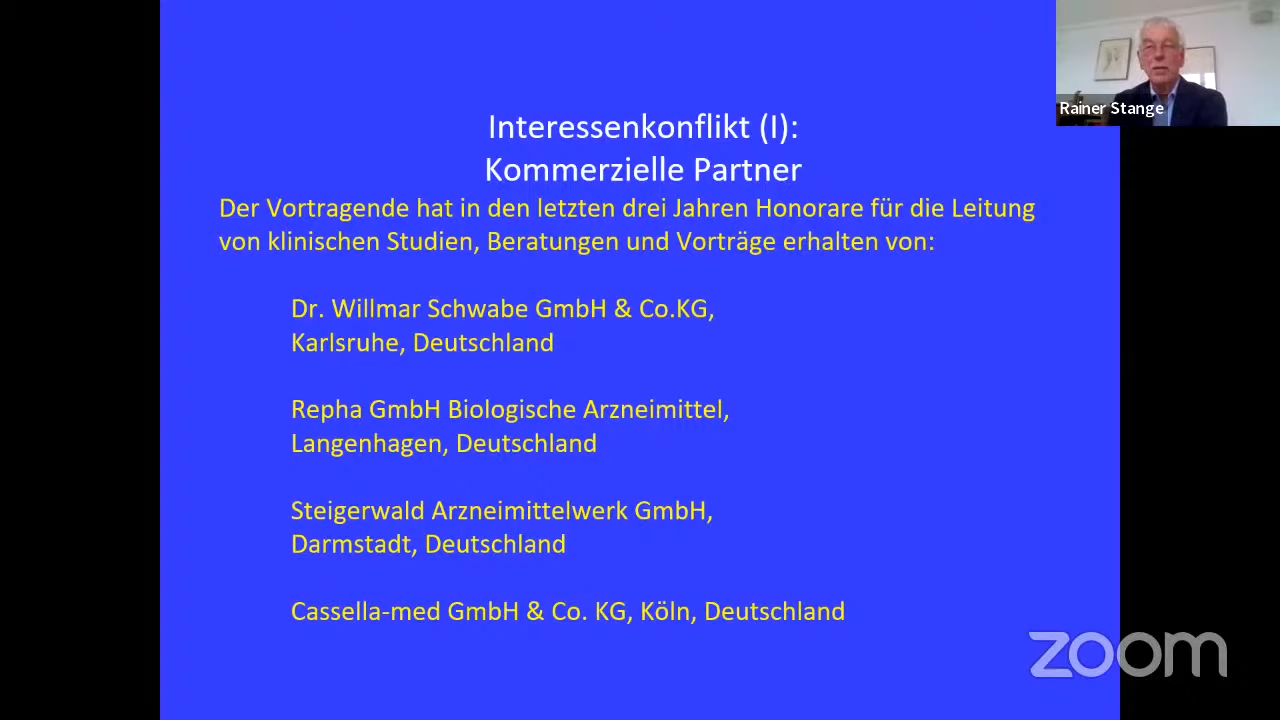 Interessenkonflikt (I):
Kommerzielle Partner
Der Vortragende hat in den letzten drei Jahren Honorare für die Leitung
von klinischen Studien, Beratungen und Vorträge erhalten von:
Dr. Willmar Schwabe GmbH & Co.KG,
Karlsruhe, Deutschland
Repha GmbH Biologische Arzneimittel,
Langenhagen, Deutschland
Steigerwald Arzneimittelwerk GmbH,
Darmstadt, Deutschland
Cassella-med GmbH & Co. KG, Köln, Deutschland
Rainer Stange
zoom